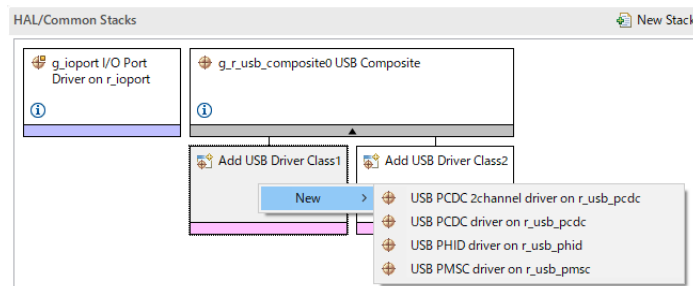 HAL/Common Stacks
New Stack
g_ioport I/O Port
Driver on r_ioport
g_r_usb_composite0 USB Composite
Add USB Driver Class1
Add USB Driver Class2
New
USB PCDC 2channel driver on r_usb_pcdc
USB PCDC driver on r_usb_pcdc
USB PHID driver on r_usb_phid
USB PMSC driver on r_usb_pmsc